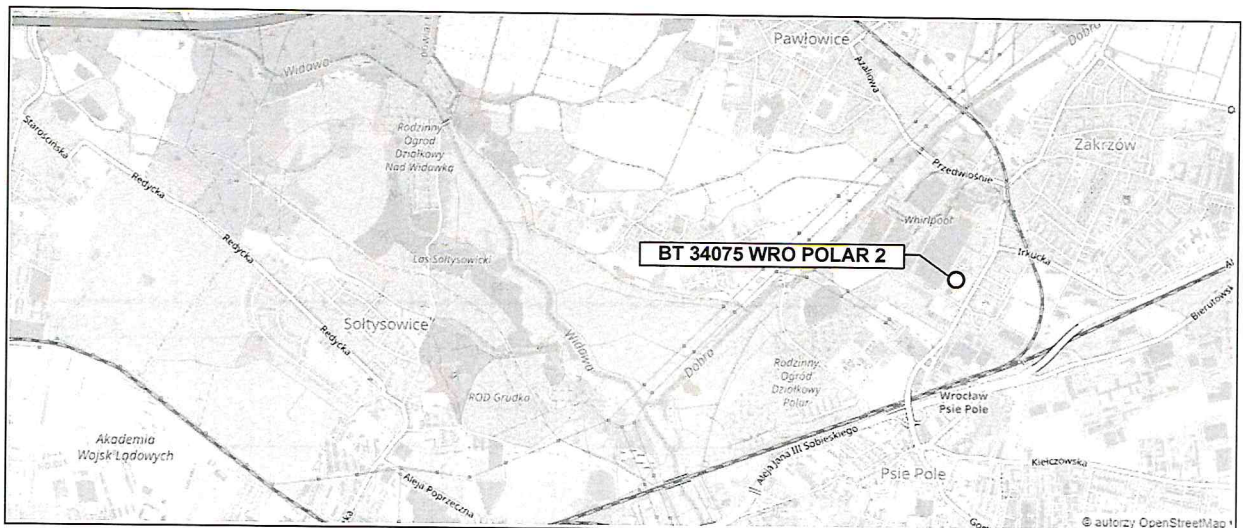 Pawłowice
Dobra
Widawa
Azaliowa
Starościńska
Rodzinny
Ogród
Działkowy
Nad Widawką
Zakrzów
Redycka
Przedwiośnie
Whirlpool
Redycka
Las Sołtysowicki
BT 34075 WRO POLAR 2
Irkucka
Bierutowska
Sołtysowice
Redycka
Widawa
Dobra
Rodzinny
Ogród
Działkowy
Polar
ROD Grudka
Wrocław
Psie Pole
Akademia
Wojsk Lądowych
Aleja Jana III Sobieskiego
Aleja Poprzeczna
Psie Pole
Kiełczowska
© autorzy OpenStreetMap